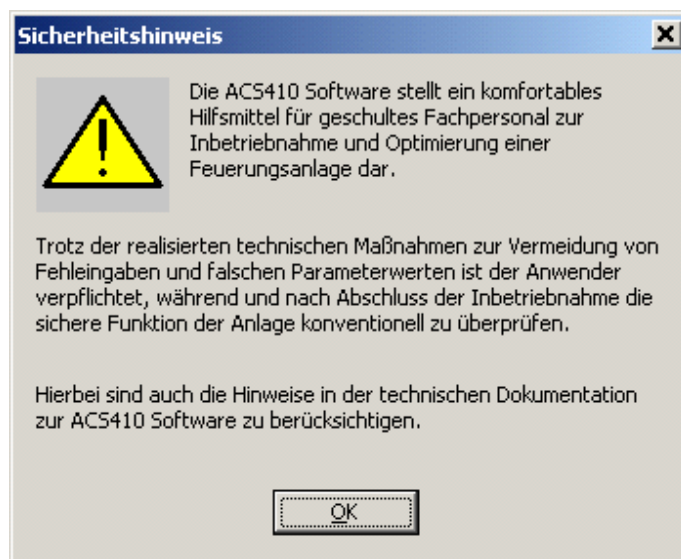 Sicherheitshinweis
Die ACS410 Software stellt ein komfortables
Hilfsmittel für geschultes Fachpersonal zur
Inbetriebnahme und Optimierung einer
Feuerungsanlage dar.
Trotz der realisierten technischen Maßnahmen zur Vermeidung von
Fehleingaben und falschen Parameterwerten ist der Anwender
verpflichtet, während und nach Abschluss der Inbetriebnahme die
sichere Funktion der Anlage konventionell zu überprüfen.
Hierbei sind auch die Hinweise in der technischen Dokumentation
zur ACS410 Software zu berücksichtigen.
OK